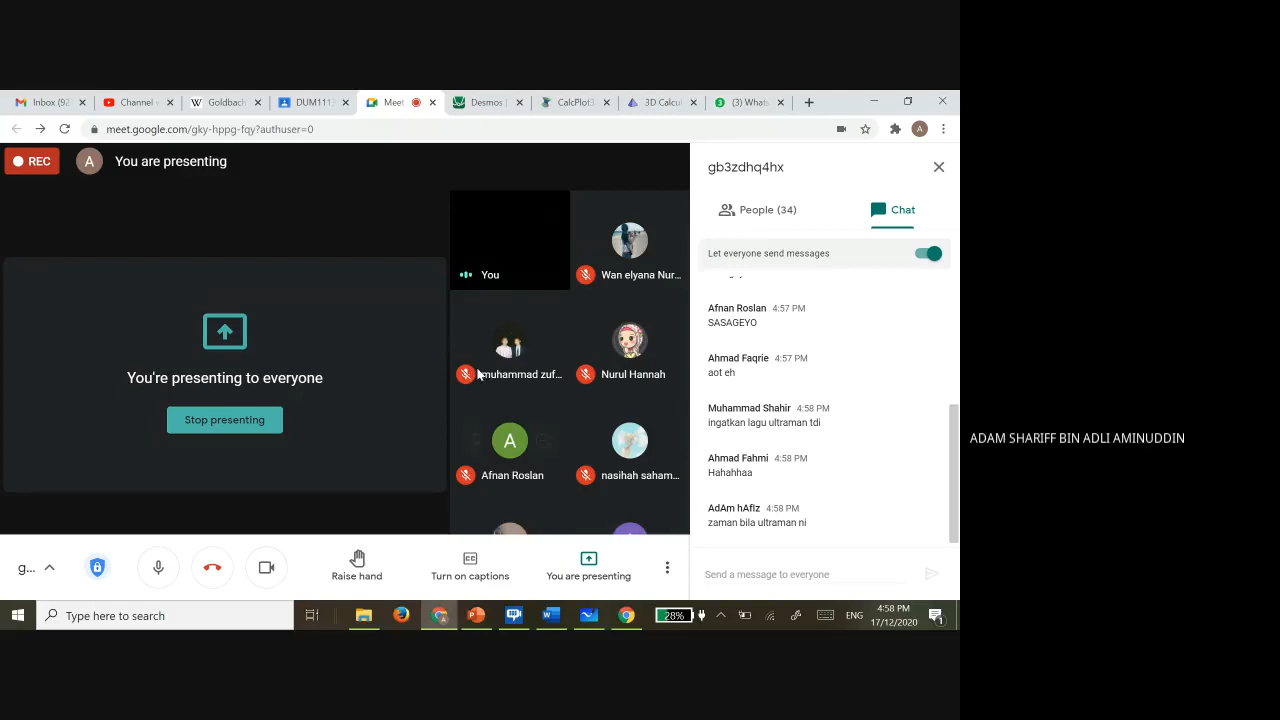 Inbox (92
Channel
Goldbach
DUM111
Meet
Desmos |
CalcPlot3
3D Calcu
(3) Whats
meet.google.com/gky-hppg-fqy?authuser=0
A
REC
A
You are presenting
gb3zdhq4hx
People (34)
Chat
Let everyone send messages
You
Wan elyana Nur...
Afnan Roslan 4:57 PM
SASAGEYO
Ahmad Faqrie 4:57 PM
aot eh
muhammad zuf...
Nurul Hannah
You're presenting to everyone
Stop presenting
Muhammad Shahir 4:58 PM
ingatkan lagu ultraman tdi
ADAM SHARIFF BIN ADLI AMINUDDIN
A
Afnan Roslan
nasihah saham...
Ahmad Fahmi 4:58 PM
Hahahhaa
AdAm hAfIz 4:58 PM
zaman bila ultraman ni
g...
Raise hand
CC
Turn on captions
You are presenting
Send a message to everyone
Type here to search
28%
ENG
4:58 PM
17/12/2020
1